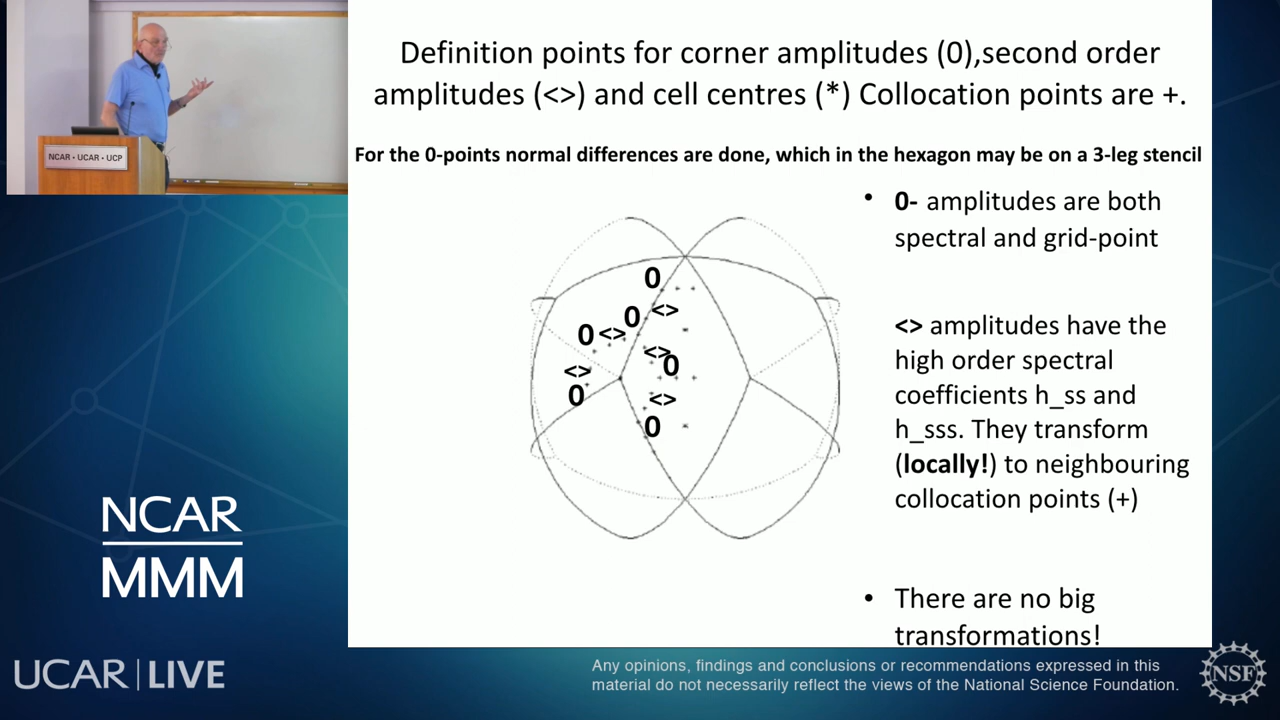 NCAR • UCAR • UCP
Definition points for corner amplitudes (0),second order
amplitudes (<>) and cell centres (*) Collocation points are +.
For the 0-points normal differences are done, which in the hexagon may be on a 3-leg stencil
• 0- amplitudes are both
spectral and grid-point
<> amplitudes have the
high order spectral
coefficients h_ss and
h_sss. They transform
(locally!) to neighbouring
collocation points (+)
• There are no big
transformations!
0
<>
0
0 <>
<>
0
<>
0
<>
0
NCAR
MMM
UCAR | LIVE
Any opinions, findings and conclusions or recommendations expressed in this
material do not necessarily reflect the views of the National Science Foundation.
NSF